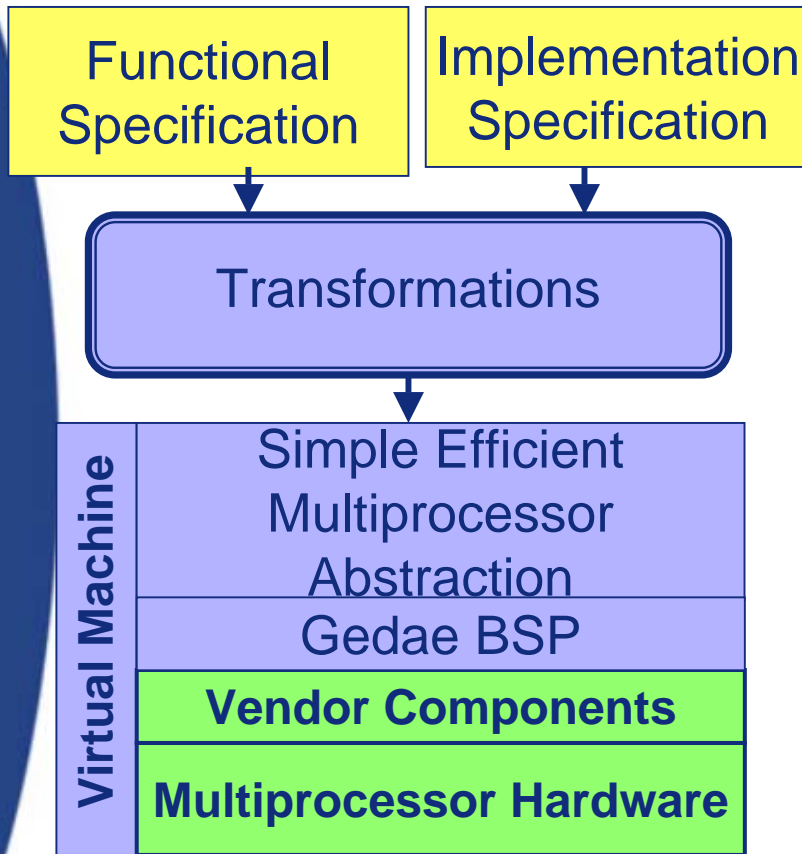 Functional
Specification
Implementation
Specification
Transformations
Virtual Machine
Simple Efficient
Multiprocessor
Abstraction
Gedae BSP
Vendor Components
Multiprocessor Hardware